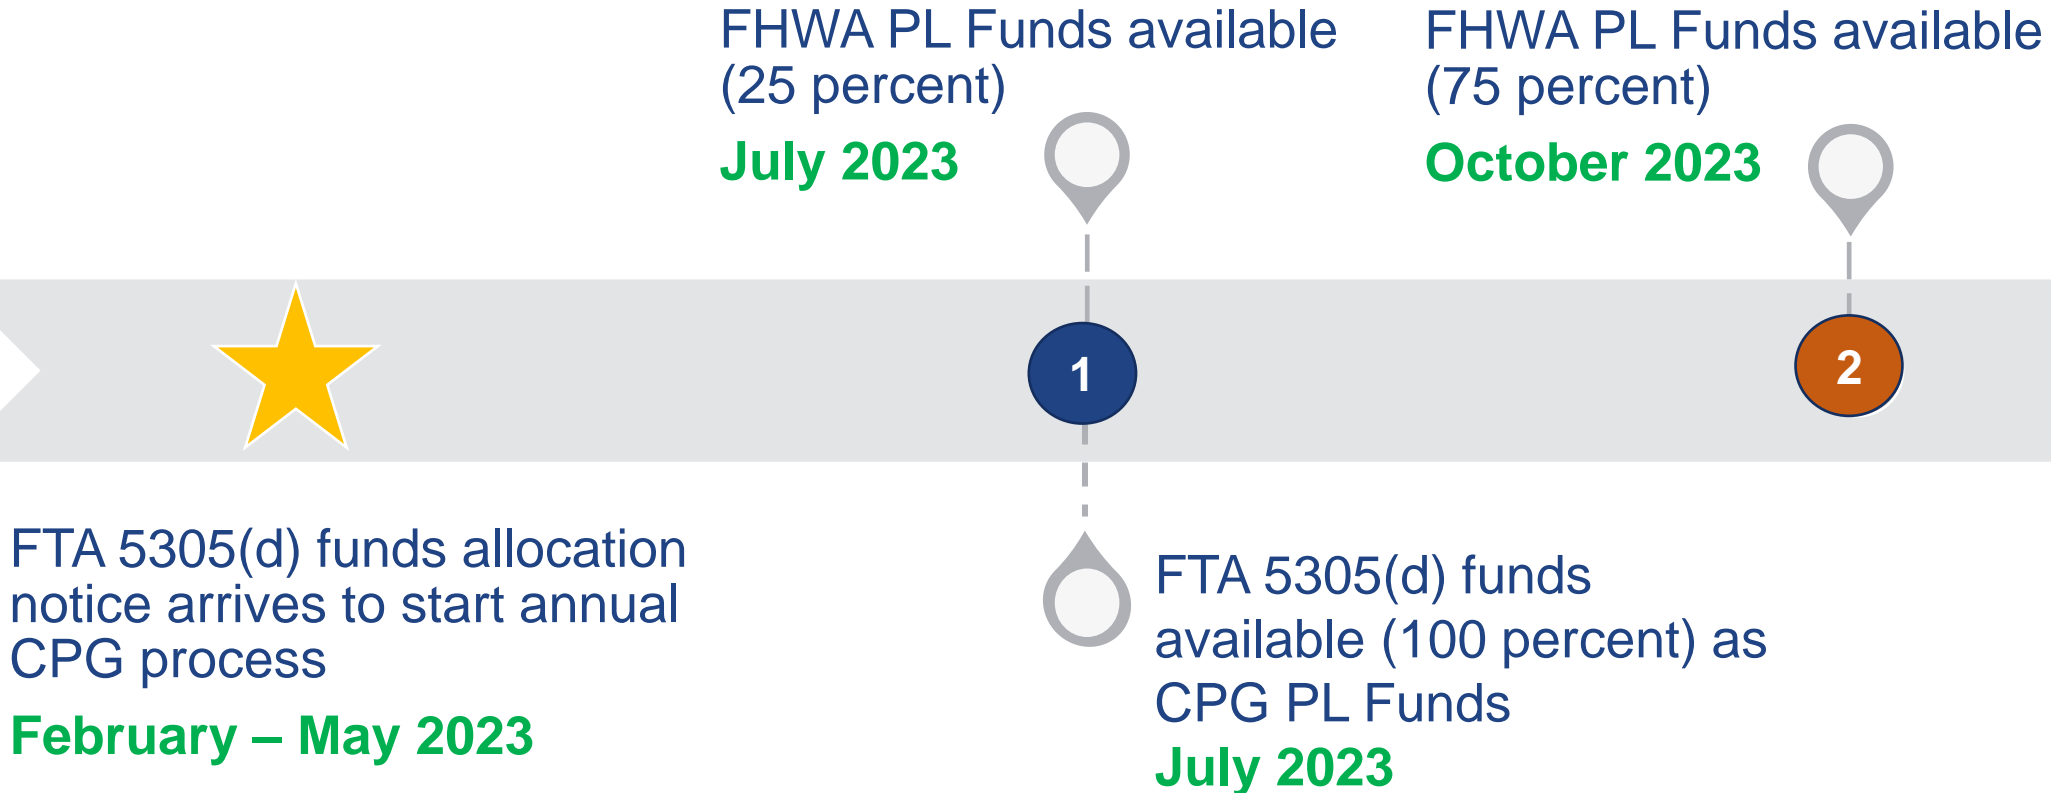 FHWA PL Funds available
(25 percent)
July 2023
FHWA PL Funds available
(75 percent)
October 2023
1
2
FTA 5305(d) funds allocation
notice arrives to start annual
CPG process
February – May 2023
FTA 5305(d) funds
available (100 percent) as
CPG PL Funds
July 2023